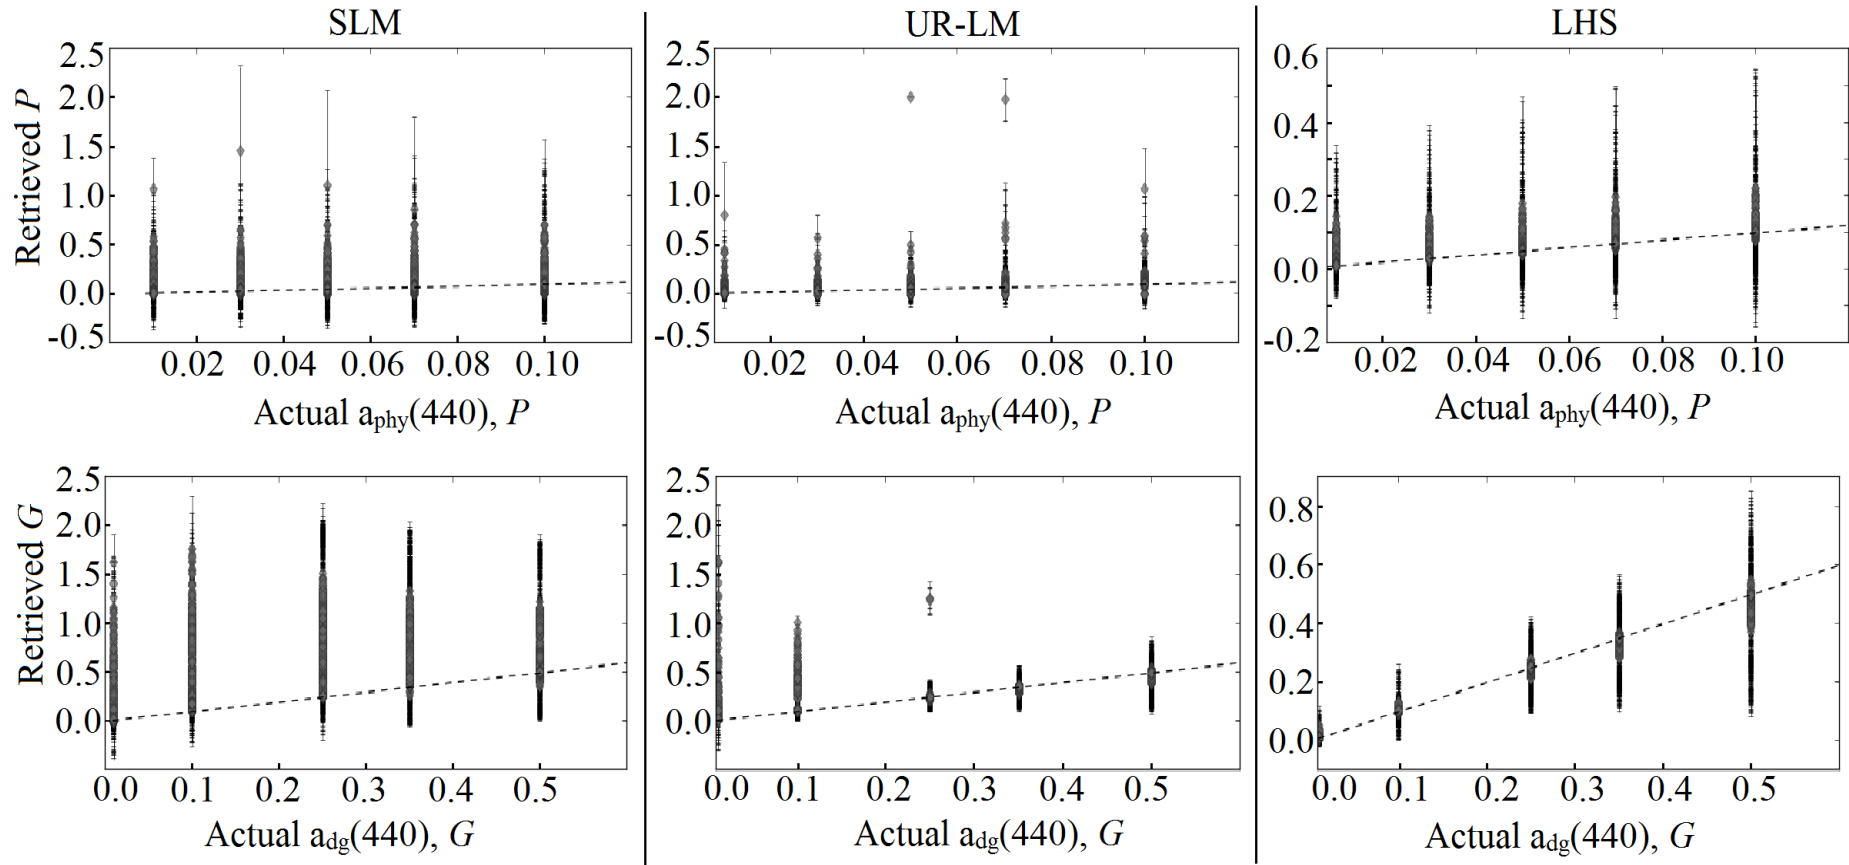 SLM UR-LM LHS
Retrieved P
2.5 2.0 1.5 1.0 0.5 0.0 -0.5
0.02 0.04 0.06 0.08 0.10
Actual aphy(440), P
2.5 2.0 1.5 1.0 0.5 0.0 -0.5
0.02 0.04 0.06 0.08 0.10
Actual aphy(440), P
0.6 0.4 0.2 0.0 -0.2
0.02 0.04 0.06 0.08 0.10
Actual aphy(440), P
Retrieved G
2.5 2.0 1.5 1.0 0.5 0.0
0.0 0.1 0.2 0.3 0.4 0.5
Actual adg(440), G
2.5 2.0 1.5 1.0 0.5 0.0
0.0 0.1 0.2 0.3 0.4 0.5
Actual adg(440), G
0.8 0.6 0.4 0.2 0.0
0.0 0.1 0.2 0.3 0.4 0.5
Actual adg(440), G